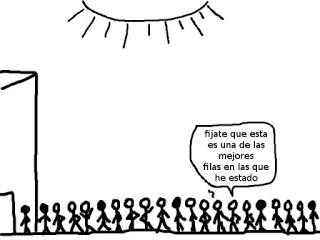 fijate que esta
es una de las
mejores
filas en las que
he estado